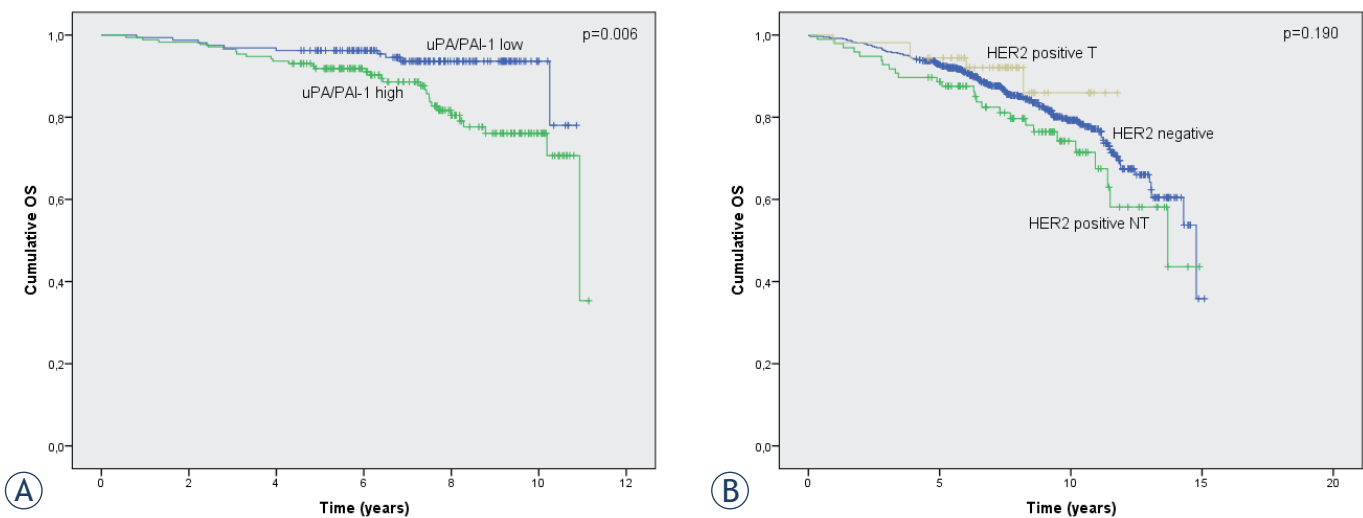 p=0.006
1,0
uPA/PAI-1 low
uPA/PAI-1 high
0,8
0,6
0,4
0,2
0,0
Cumulative OS
0 2 4 6 8 10 12
Time (years)
A
p=0.190
1,0
HER2 positive T
0,8
HER2 negative
0,6
HER2 positive NT
0,4
0,2
0,0
Cumulative OS
0 5 10 15 20
Time (years)
B